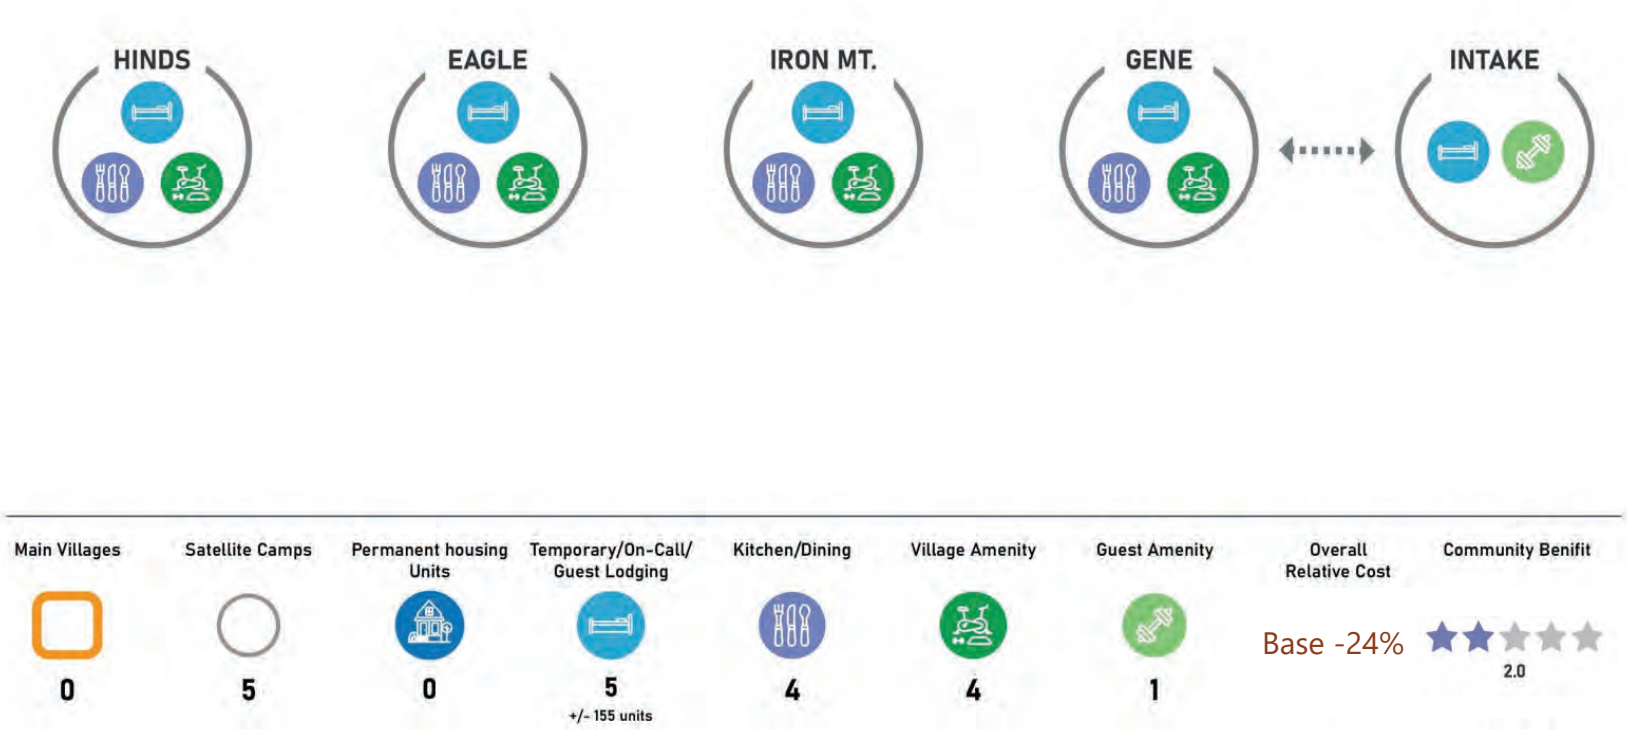 HINDS
EAGLE
IRON MT.
GENE
INTAKE
Main Villages
Satellite Camps
Permanent housing
Units
Temporary/On-Call/
Guest Lodging
Kitchen/Dining
Village Amenity
Guest Amenity
Overall
Relative Cost
Community Benifit
0
5
0
5
+/- 155 units
4
4
1
Base -24%
2.0